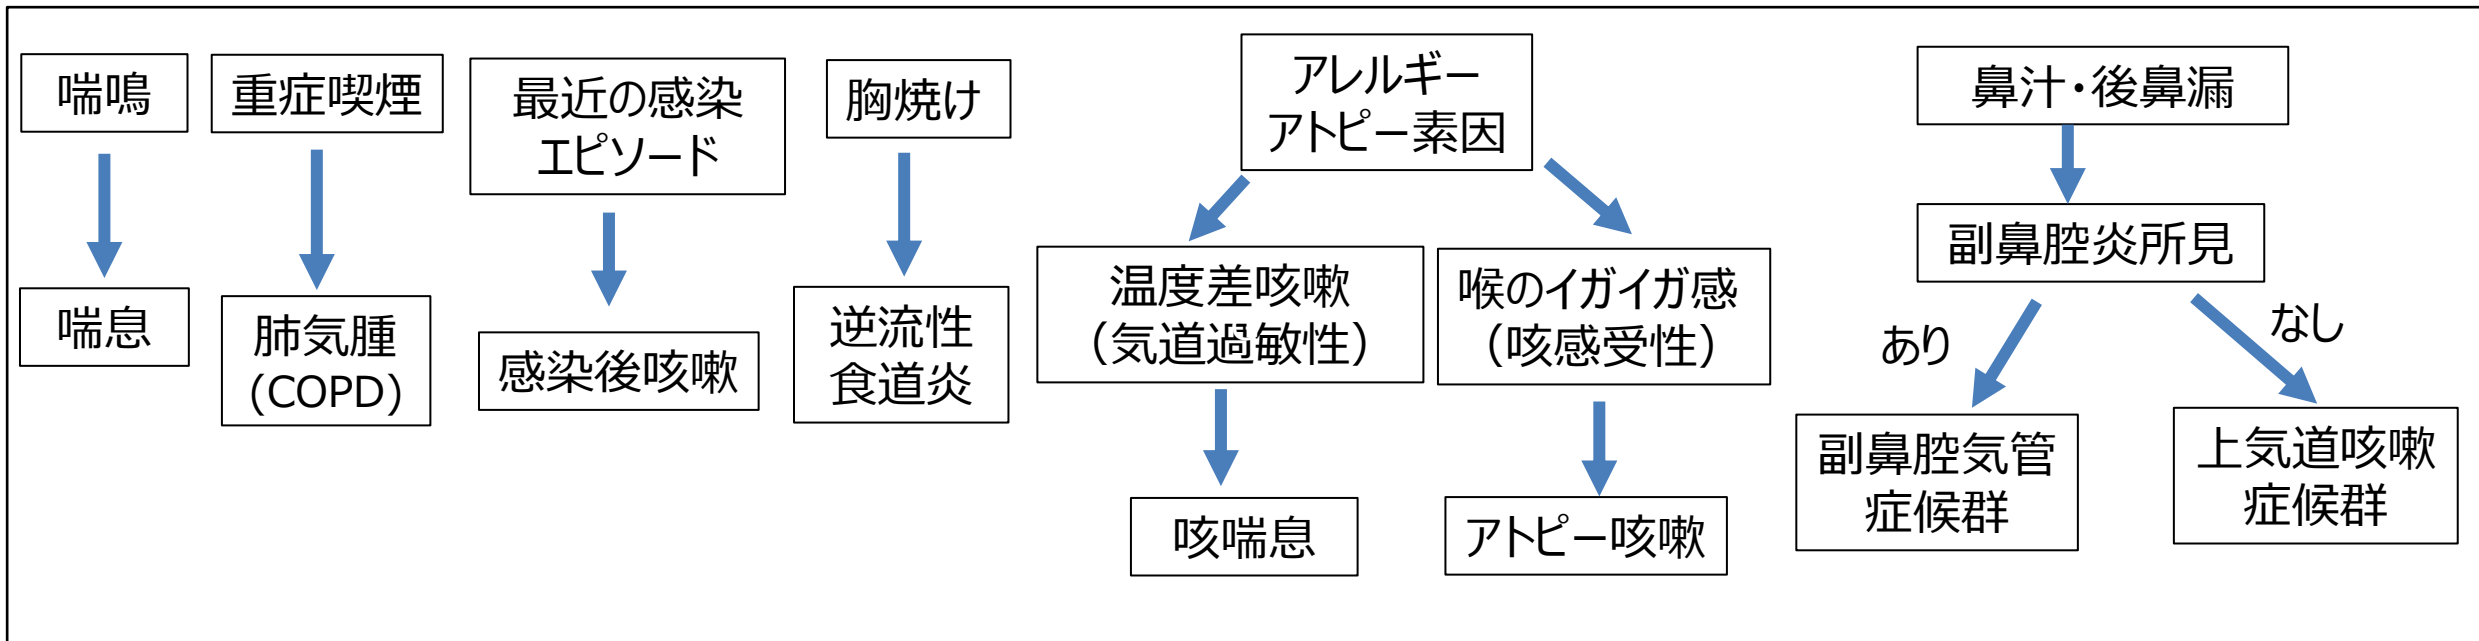 喘鳴
喘息
重症喫煙
肺気腫
(COPD)
最近の感染
エピソード
感染後咳嗽
胸焼け
逆流性
食道炎
アレルギー
アトピー素因
温度差咳嗽
（気道過敏性）
咳喘息
喉のイガイガ感
（咳感受性）
アトピー咳嗽
鼻汁・後鼻漏
副鼻腔炎所見
あり
副鼻腔気管
症候群
なし
上気道咳嗽
症候群